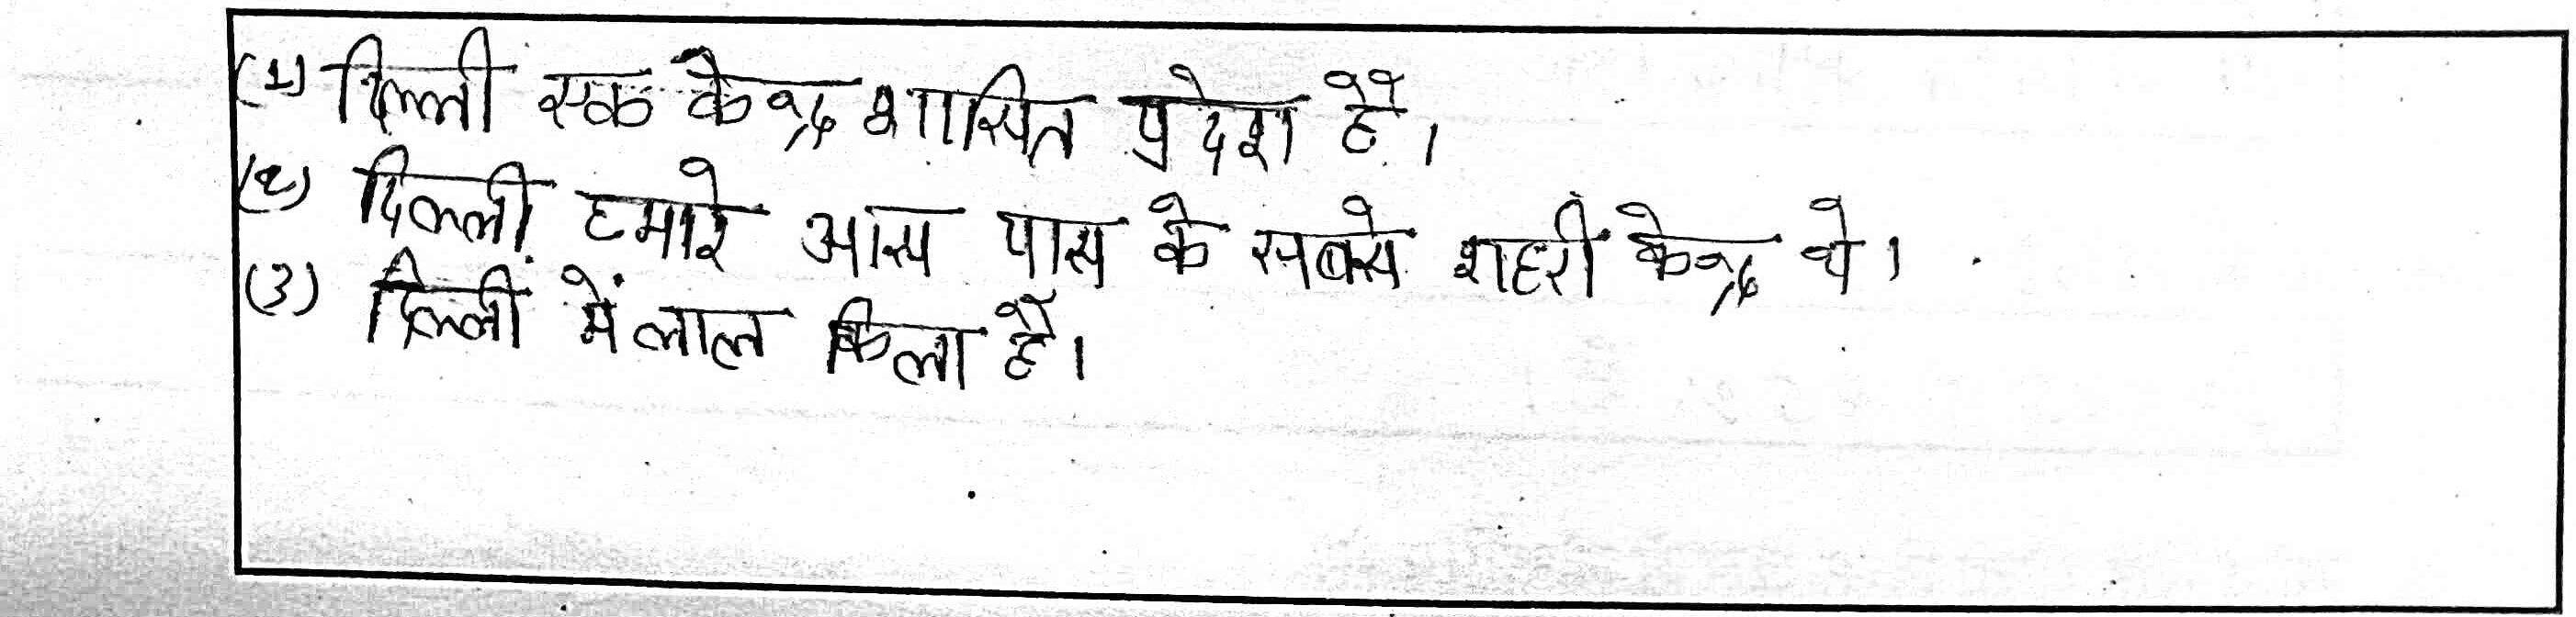 (1) दिल्ली एक केन्द्र शासित प्रदेश है।
(2) दिल्ली हमारे आस पास के सबसे शहरी केन्द्र थे।
(3) दिल्ली में लाल किला है।